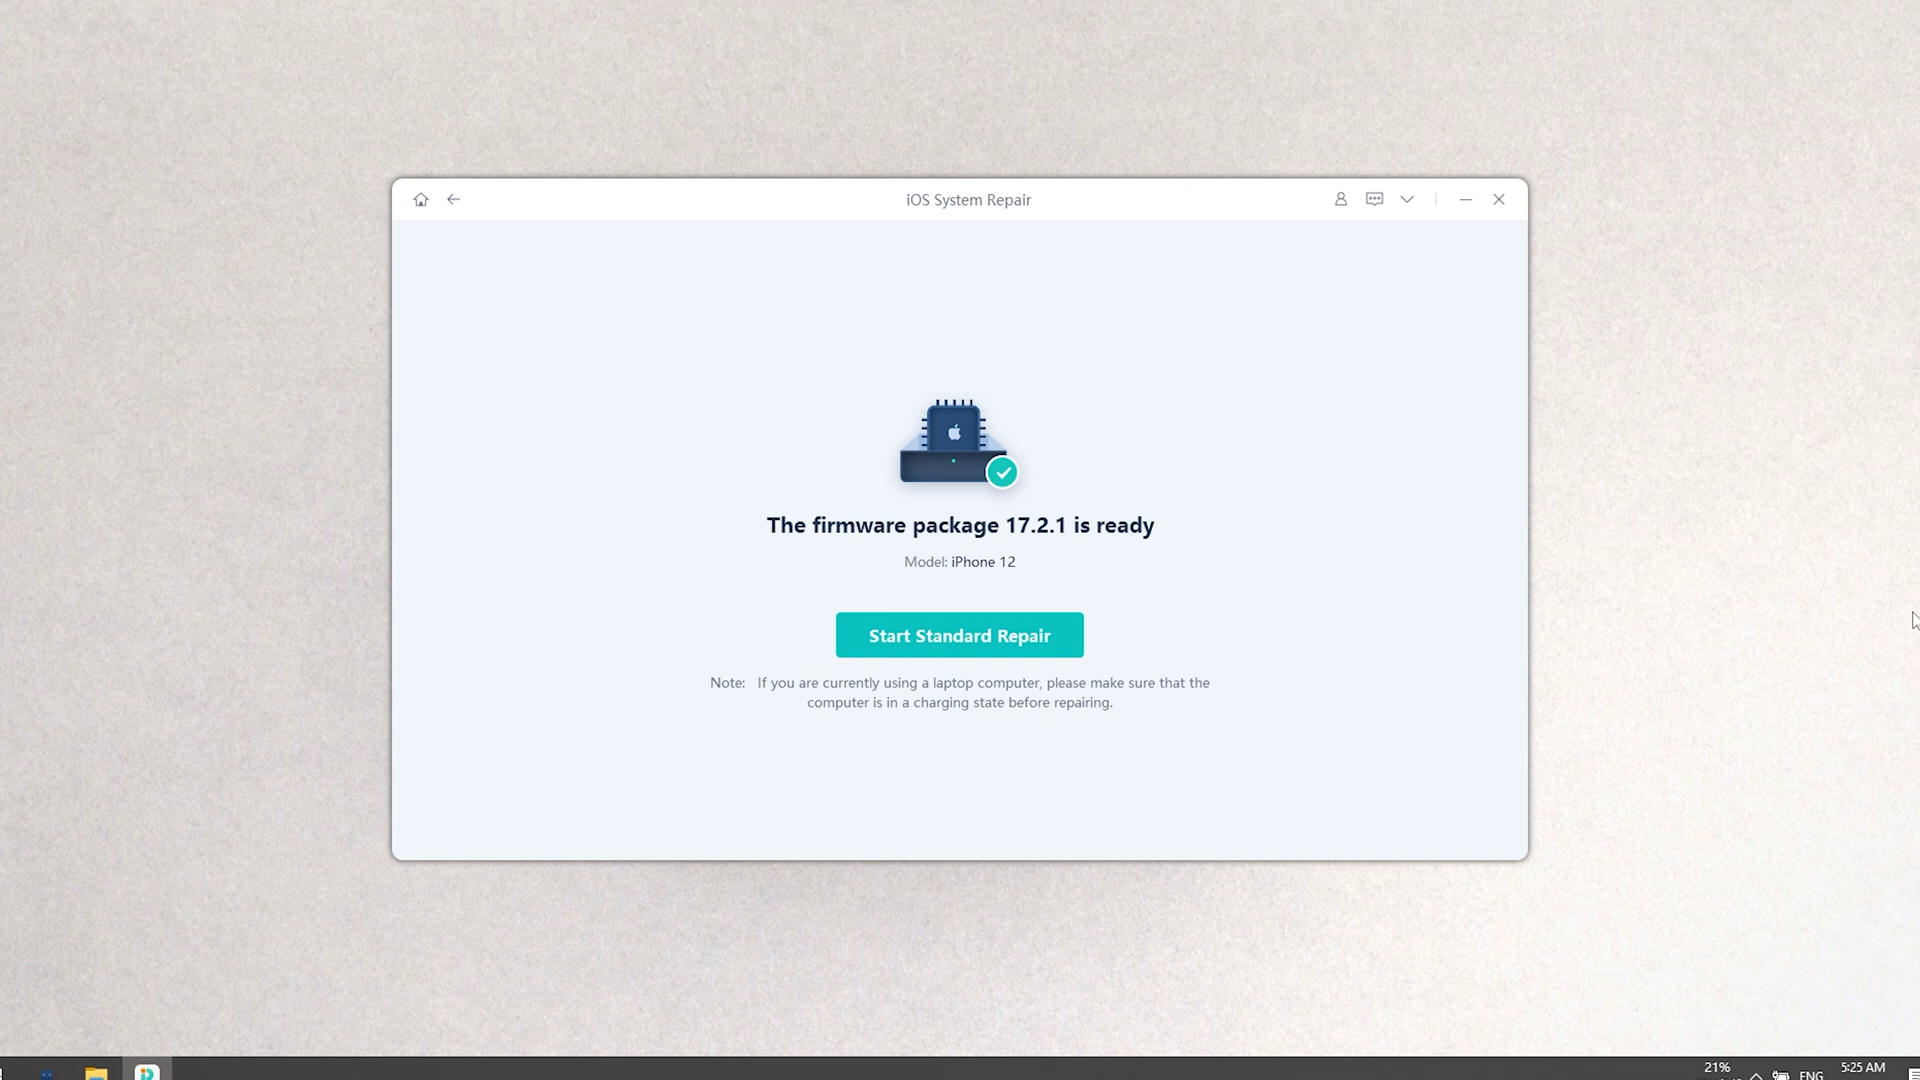 iOS System Repair
The firmware package 17.2.1 is ready
Model: iPhone 12
Start Standard Repair
Note: If you are currently using a laptop computer, please make sure that the
computer is in a charging state before repairing.
21%
ENG
5:25 AM